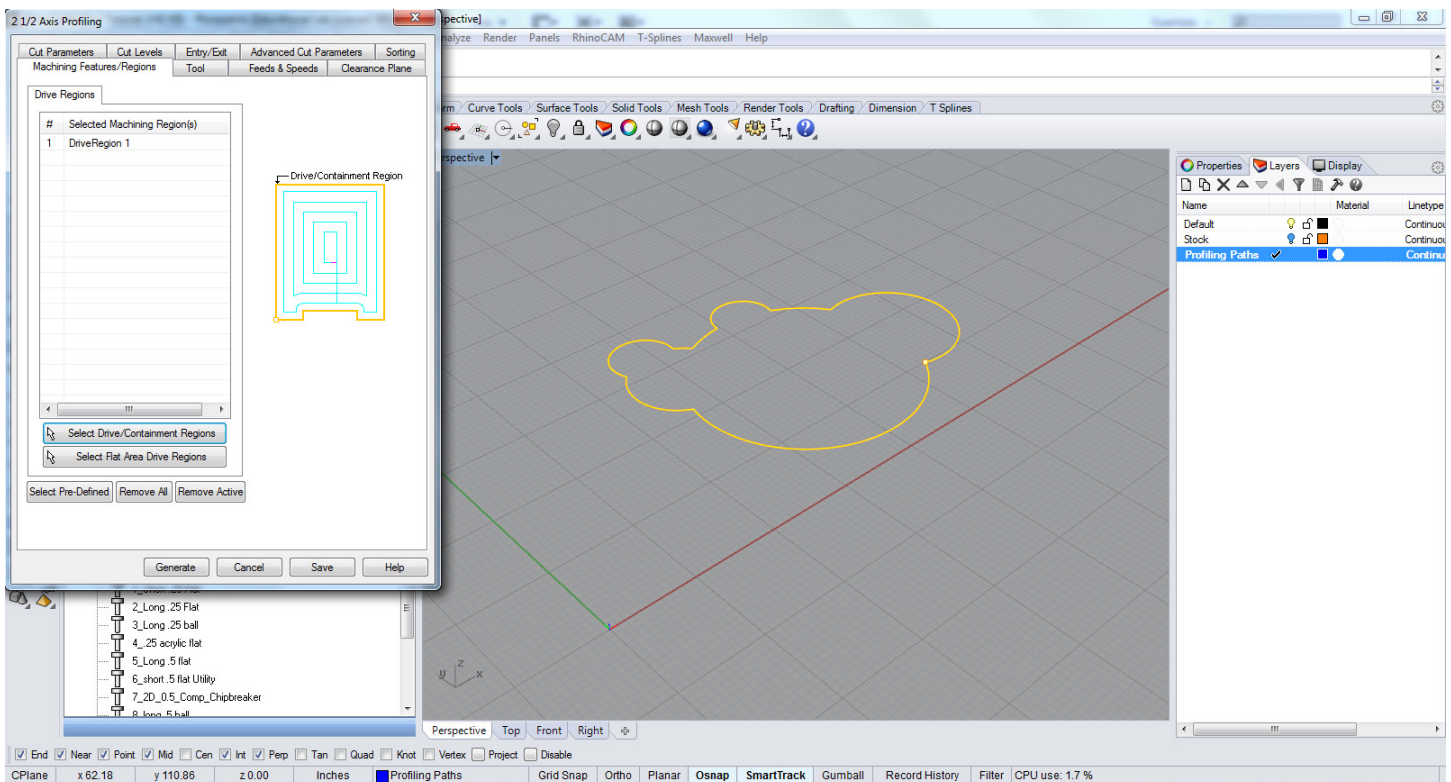 2 1/2 Axis Profiling
spective]
nalyze Render Panels RhinoCAM T-Splines Maxwell Help
Cut Parameters Cut Levels Entry/Exit Advanced Cut Parameters Sorting
Machining Features/Regions Tool Feeds & Speeds Clearance Plane
Drive Regions
# Selected Machining Region(s)
1 DriveRegion 1
Drive/Containment Region
Select Drive/Containment Regions
Select Flat Area Drive Regions
Select Pre-Defined Remove All Remove Active
Generate Cancel Save Help
2_Long .25 Flat
3_Long .25 ball
4_.25 acrylic flat
5_Long .5 flat
6_short .5 flat Utility
7_2D_0.5_Comp_Chipbreaker
8_long .5 ball
rm Curve Tools Surface Tools Solid Tools Mesh Tools Render Tools Drafting Dimension T Splines
rspective
z
y x
Perspective Top Front Right
Properties Layers Display
Name Material Linetype
Default Continuou
Stock Continuou
Profiling Paths Continu
End Near Point Mid Cen Int Perp Tan Quad Knot Vertex Project Disable
CPlane x 62.18 y 110.86 z 0.00 Inches Profiling Paths Grid Snap Ortho Planar Osnap SmartTrack Gumball Record History Filter CPU use: 1.7 %